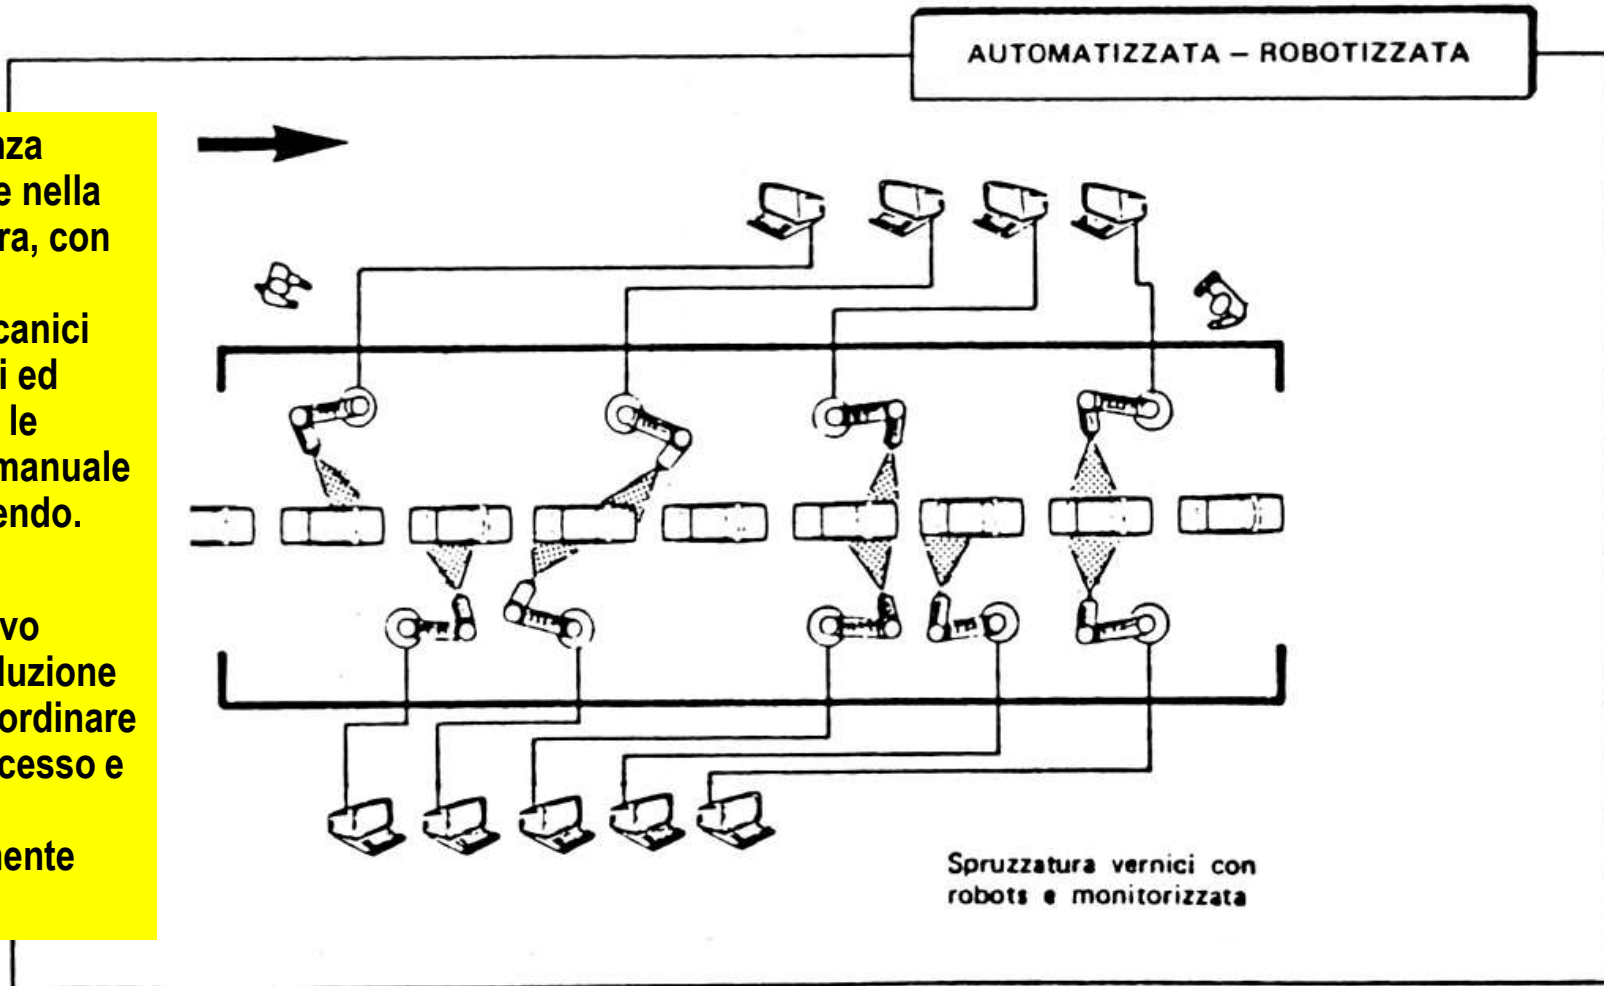 AUTOMATIZZATA – ROBOTIZZATA
nza
e nella
ra, con
canici
i ed
le
manuale
endo.
vo
luzione
ordinare
cesso e
nente
Spruzzatura vernici con
robots e monitorizzata